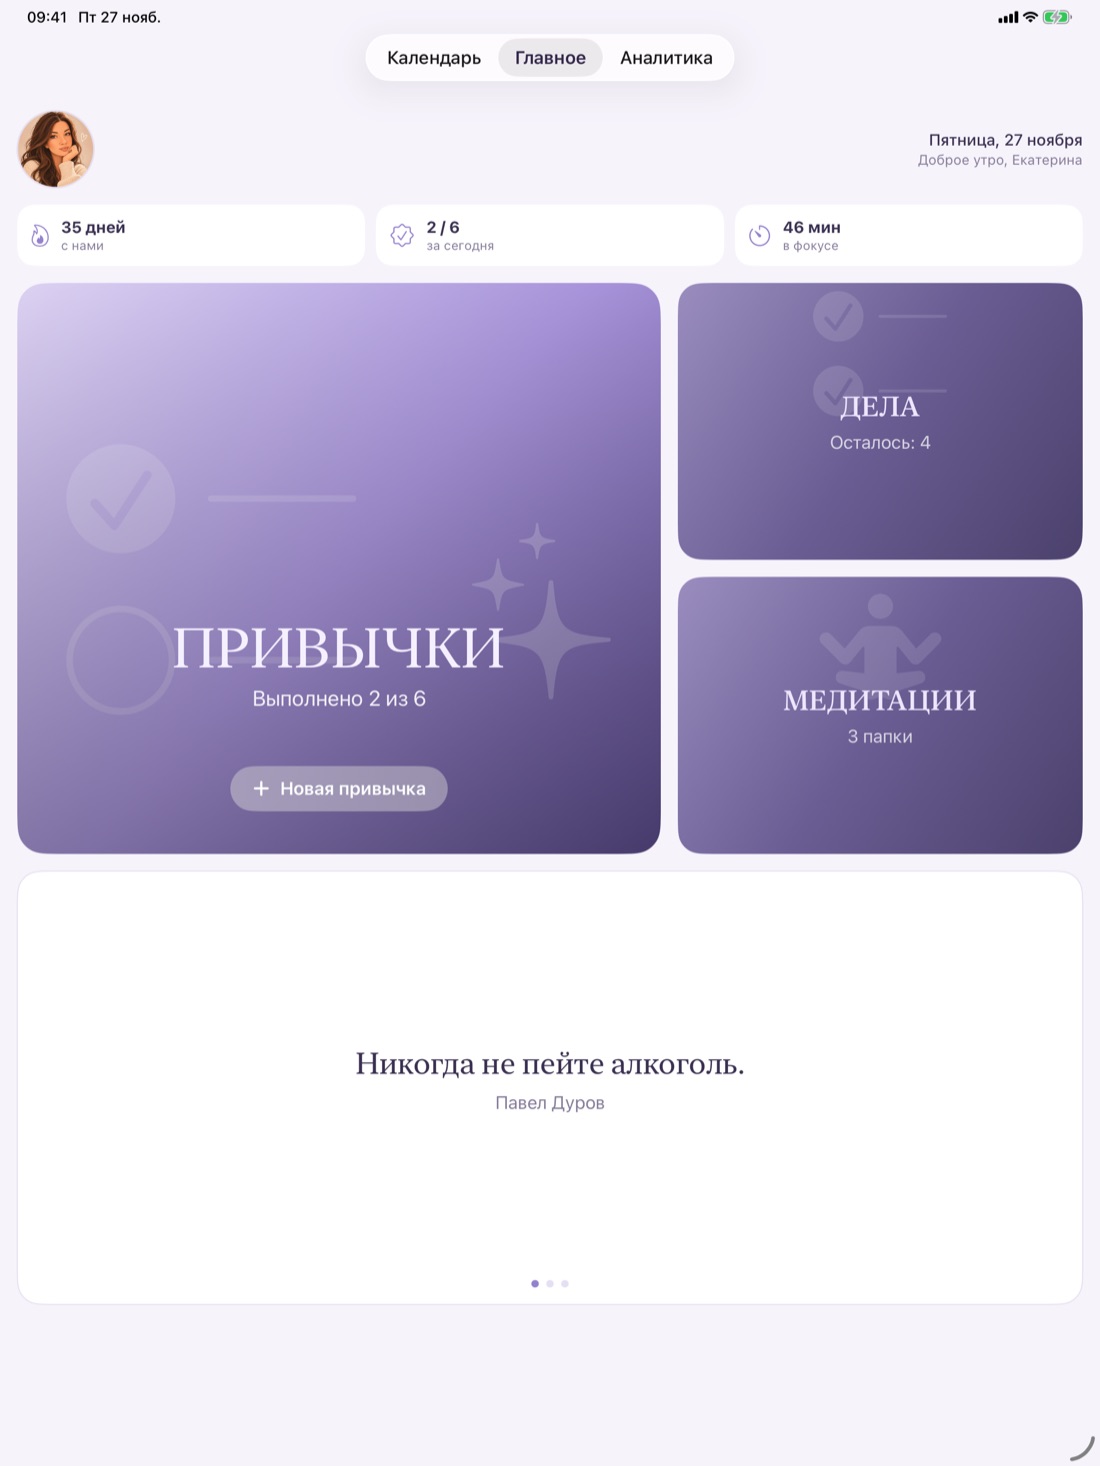 09:41 Пт 27 нояб.
Календарь Главное Аналитика
Пятница, 27 ноября
Доброе утро, Екатерина
35 дней
с нами
2 / 6
за сегодня
46 мин
в фокусе
ПРИВЫЧКИ
Выполнено 2 из 6
+ Новая привычка
ДЕЛА
Осталось: 4
МЕДИТАЦИИ
3 папки
Никогда не пейте алкоголь.
Павел Дуров